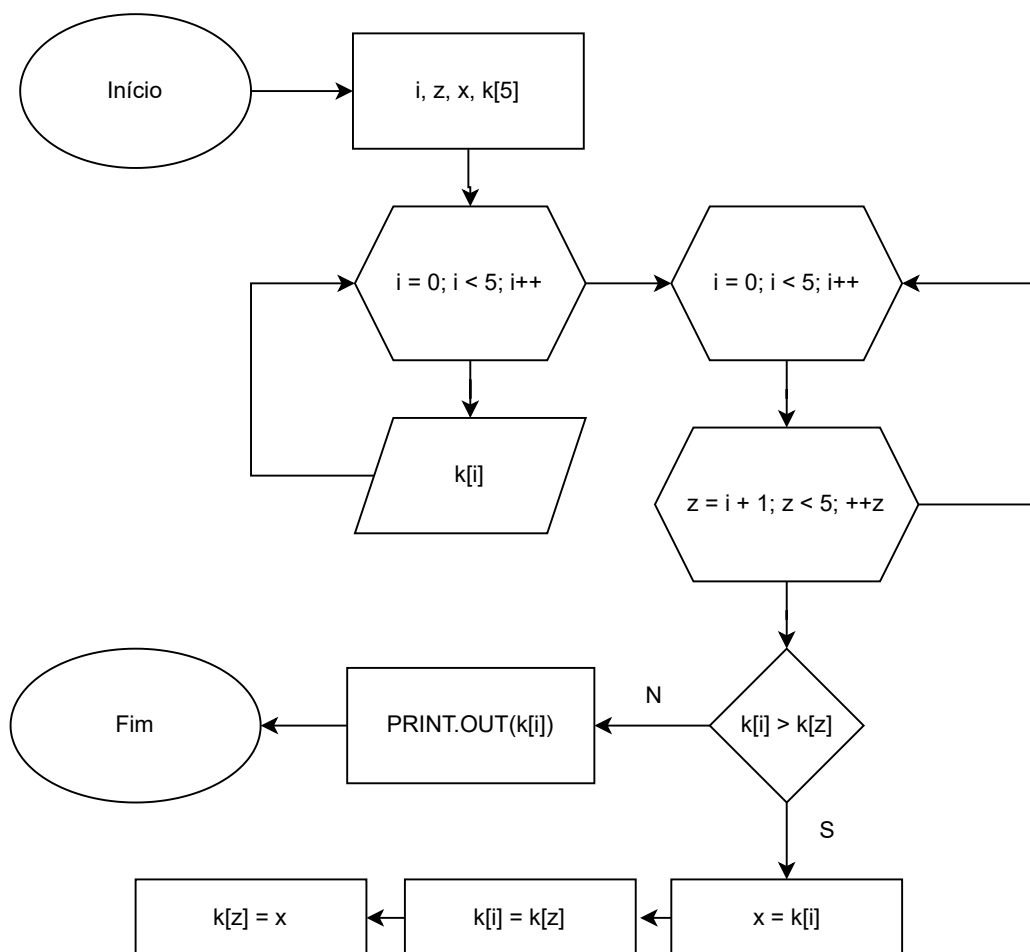 Início
i, z, x, k[5]
i = 0; i < 5; i++
i = 0; i < 5; i++
k[i]
z = i + 1; z < 5; ++z
N
Fim
PRINT.OUT(k[i])
k[i] > k[z]
S
k[z] = x
k[i] = k[z]
x = k[i]